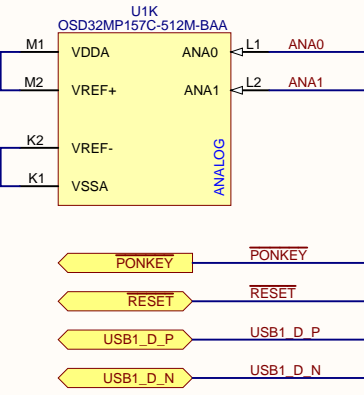 U1K
OSD32MP157C-512M-BAA
M1 VDDA ANA0 L1 ANA0
M2 VREF+ ANA1 L2 ANA1
K2 VREF-
K1 VSSA
ANALOG
PONKEY PONKEY
RESET RESET
USB1_D_P USB1_D_P
USB1_D_N USB1_D_N